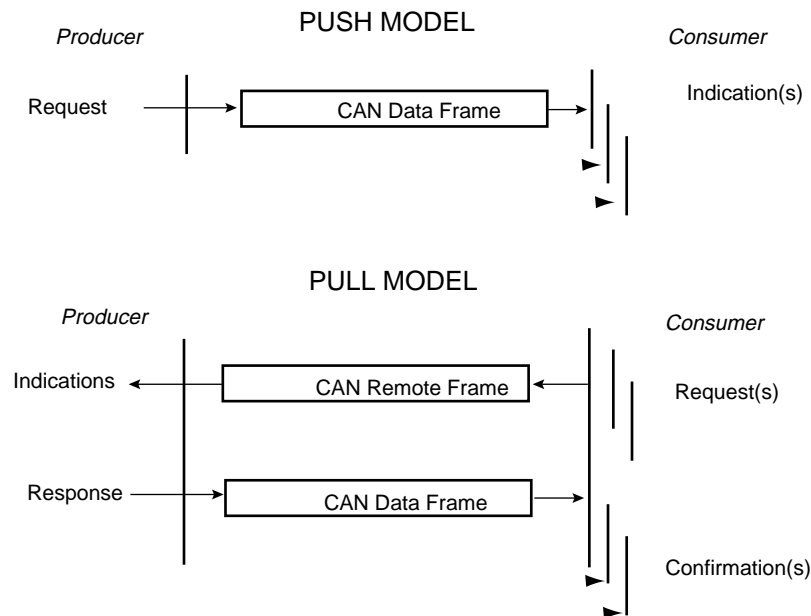 PUSH MODEL
Producer
Consumer
Request
CAN Data Frame
Indication(s)
PULL MODEL
Producer
Consumer
Indications
CAN Remote Frame
Request(s)
Response
CAN Data Frame
Confirmation(s)